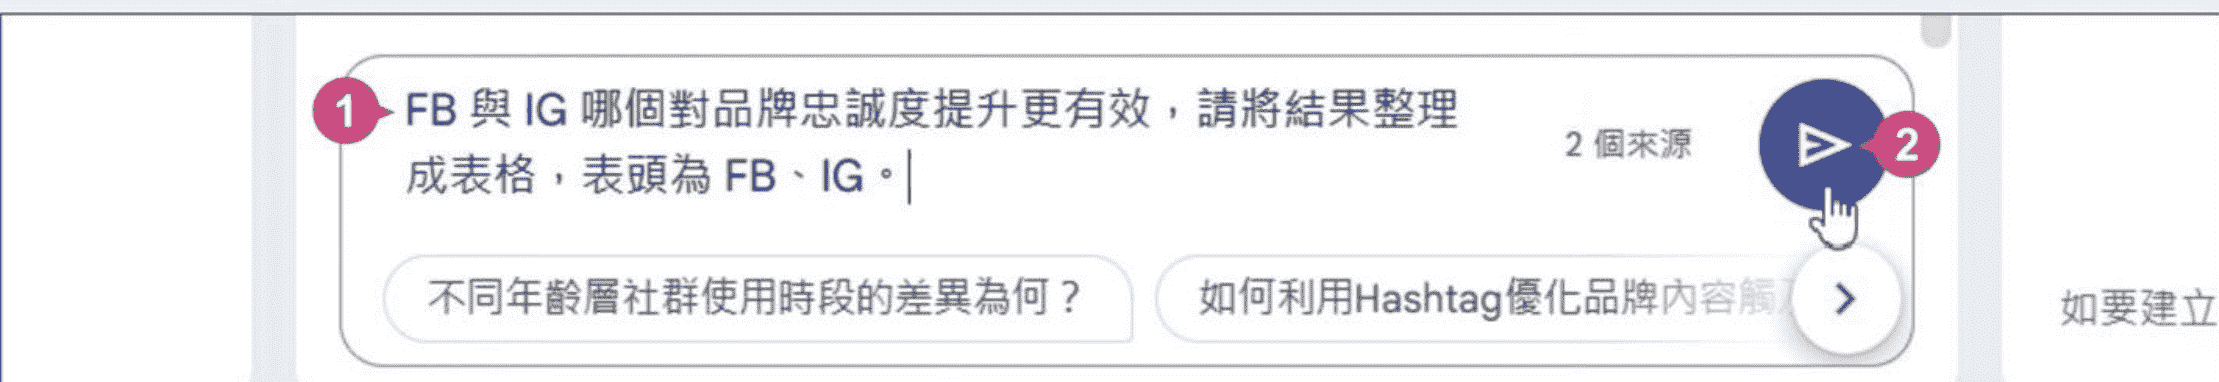 1
FB 與 IG 哪個對品牌忠誠度提升更有效，請將結果整理
成表格，表頭為 FB、IG。
2 個來源
2
不同年齡層社群使用時段的差異為何？
如何利用Hashtag優化品牌內容觸
如要建立